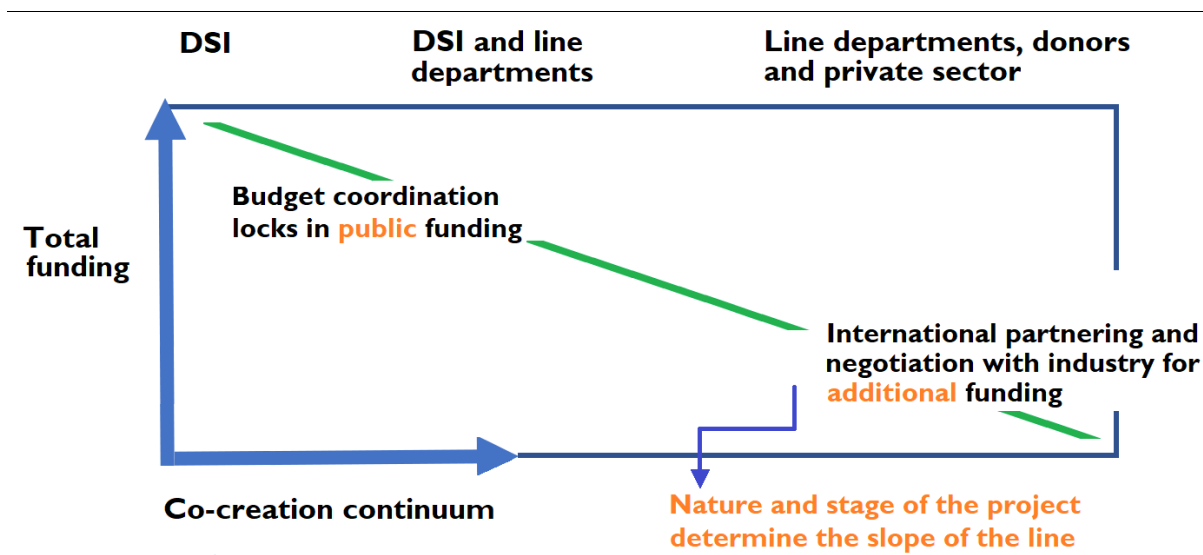 DSI
DSI and line
departments
Line departments, donors
and private sector
Budget coordination
locks in public funding
Total
funding
International partnering and
negotiation with industry for
additional funding
Co-creation continuum
Nature and stage of the project
determine the slope of the line